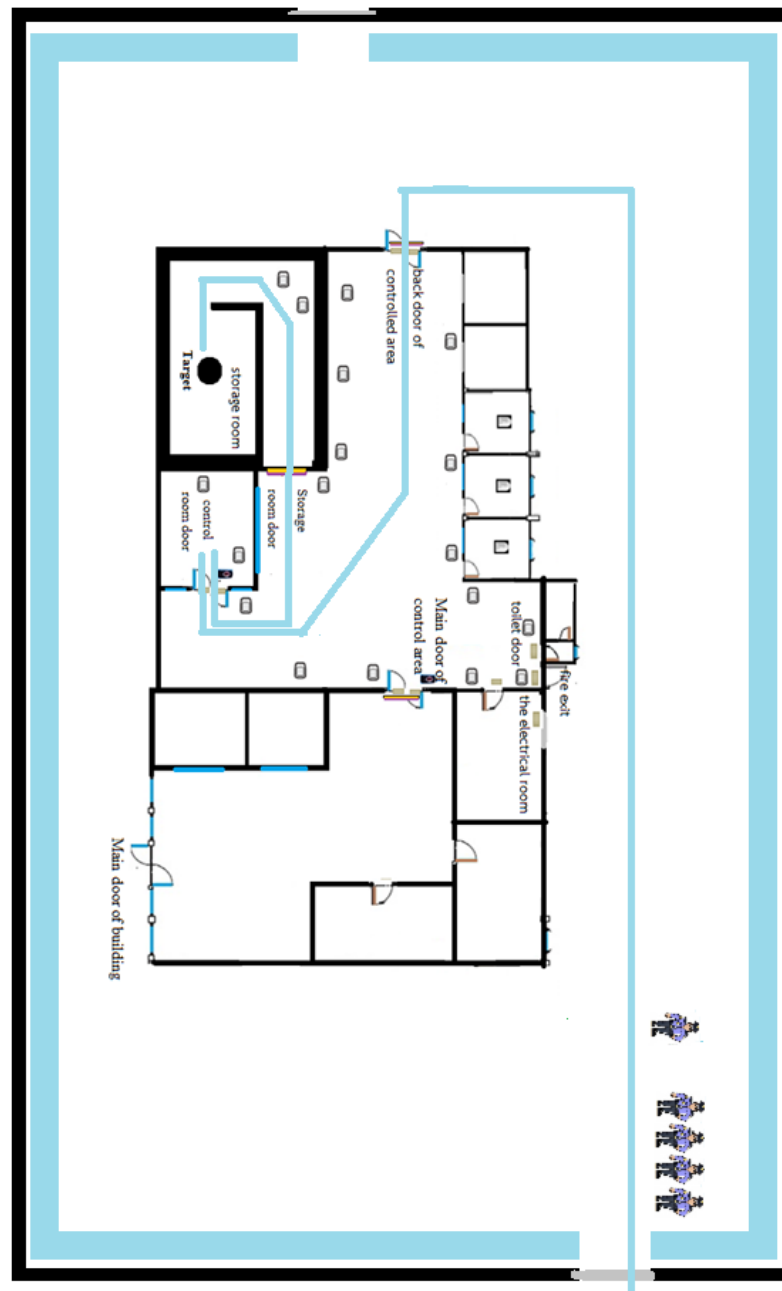 back door of
controlled area
storage room
Target
Storage
room door
control
room door
Main door of
control area
toilet door
fire exit
the electrical room
Main door of building